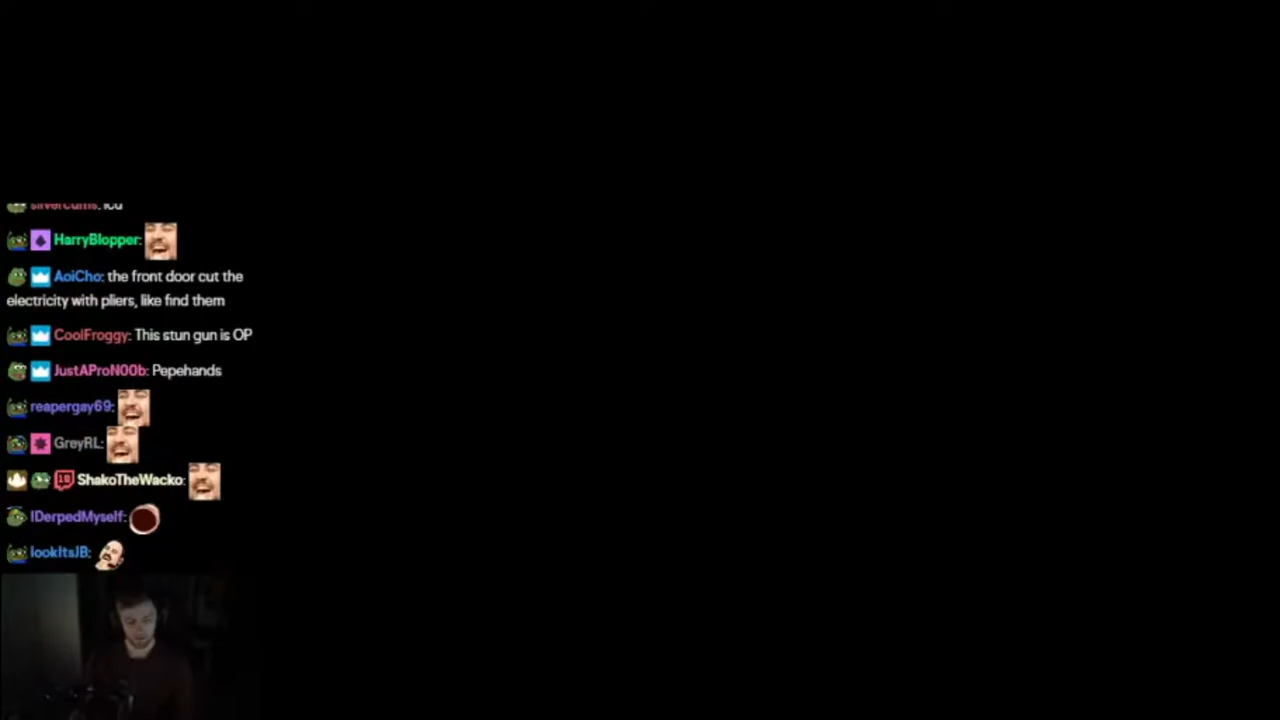 HarryBlopper:
AoiCho: the front door cut the
electricity with pliers, like find them
CoolFroggy: This stun gun is OP
JustAProN00b: Pepehands
reapergay69:
GreyRL:
ShakoTheWacko:
IDerpedMyself:
lookItsJB: